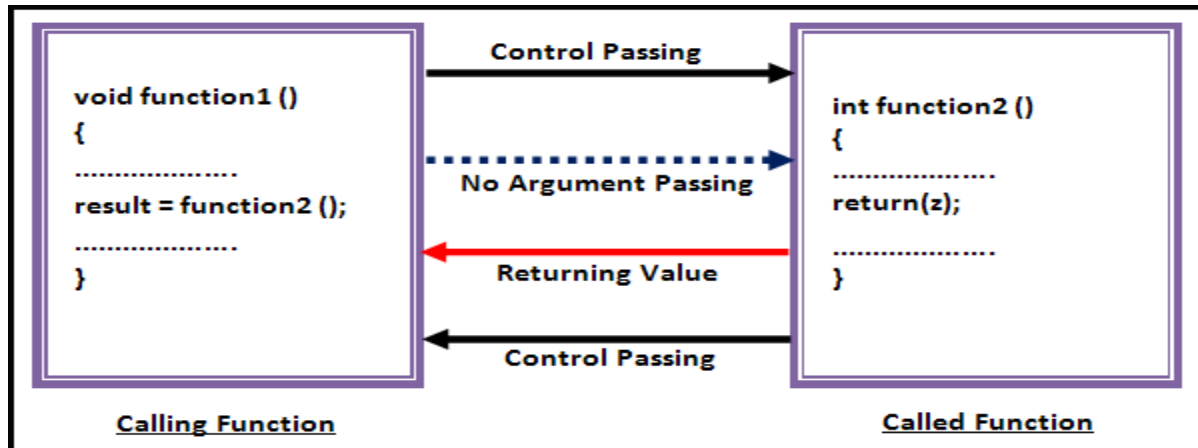 void function1 ()
{
....................
result = function2 ();
....................
}
Calling Function
Control Passing
No Argument Passing
Returning Value
Control Passing
int function2 ()
{
....................
return(z);
....................
}
Called Function